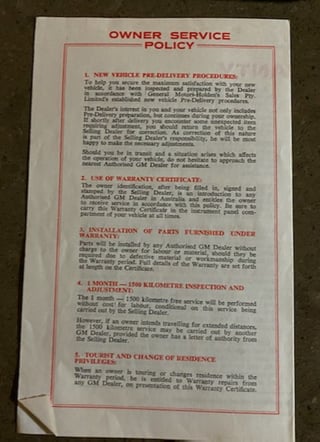 OWNER SERVICE
POLICY
1. NEW VEHICLE PRE-DELIVERY PROCEDURES:
To help you secure the maximum satisfaction with your new
vehicle, it has been inspected and prepared by the Dealer
in accordance with General Motors-Holden's Sales Pty.
Limited's established new vehicle Pre-Delivery procedures.
The Dealer's interest in you and your vehicle not only includes
Pre-Delivery preparation, but continues during your ownership.
If shortly after delivery you encounter some unexpected item
requiring adjustment, you should return the vehicle to the
Selling Dealer for correction. As correction of this nature
is part of the Selling Dealer's responsibility, he will be most
happy to make the necessary adjustments.
Should you be in transit and a situation arises which affects
the operation of your vehicle, do not hesitate to approach the
nearest Authorised GM Dealer for assistance.
2. USE OF WARRANTY CERTIFICATE:
The owner identification, after being filled in, signed and
stamped by the Selling Dealer, is an introduction to any
Authorised GM Dealer in Australia and entitles the owner
to receive service in accordance with this policy. Be sure to
carry this Warranty Certificate in the instrument panel com-
partment of your vehicle at all times.
3. INSTALLATION OF PARTS FURNISHED UNDER
WARRANTY:
Parts will be installed by any Authorised GM Dealer without
charge to the owner for labour or material, should they be
required due to defective material or workmanship during
the Warranty period. Full details of the Warranty are set forth
at length on the Certificate.
4. 1 MONTH — 1500 KILOMETRE INSPECTION AND
ADJUSTMENT:
The 1 month — 1500 kilometre free service will be performed
without cost for labour, conditional on this service being
carried out by the Selling Dealer.
However, if an owner intends travelling for extended distances,
the 1500 kilometre service may be carried out by another
GM Dealer, provided the owner has a letter of authority from
the Selling Dealer.
5. TOURIST AND CHANGE OF RESIDENCE
PRIVILEGES:
When an owner is touring or changes residence within the
Warranty period, he is entitled to Warranty repairs from
any GM Dealer, on presentation of this Warranty Certificate.